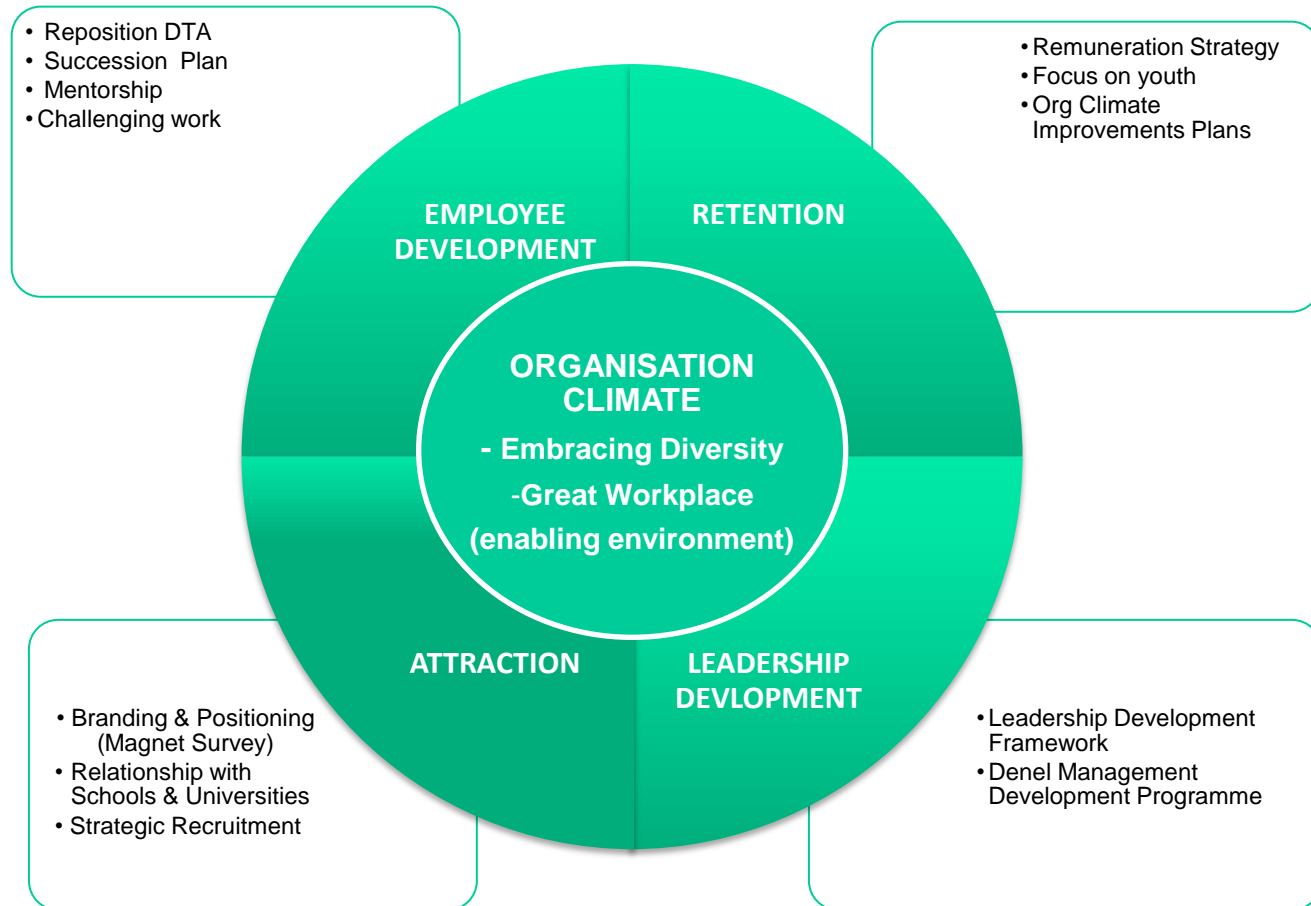 • Reposition DTA
• Succession Plan
• Mentorship
• Challenging work
• Remuneration Strategy
• Focus on youth
• Org Climate
Improvements Plans
EMPLOYEE
DEVELOPMENT
RETENTION
ORGANISATION
CLIMATE
- Embracing Diversity
-Great Workplace
(enabling environment)
ATTRACTION
LEADERSHIP
DEVLOPMENT
• Branding & Positioning
(Magnet Survey)
• Relationship with
Schools & Universities
• Strategic Recruitment
• Leadership Development
Framework
• Denel Management
Development Programme